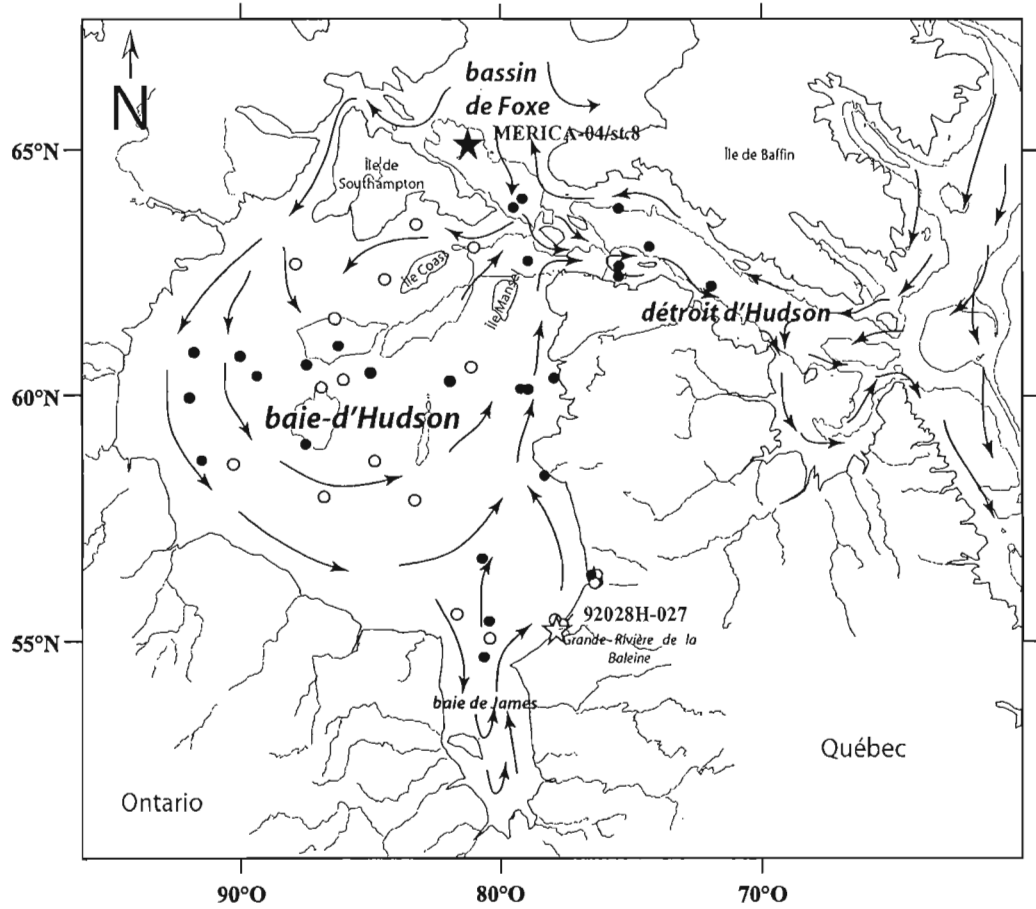 N
bassin
de Foxe
MERICA-04/st.8
65°N
Île de
Southampton
Île de Baffin
Île Coast
Île Mansel
détroit d'Hudson
60°N
baie-d'Hudson
92028H-027
55°N
Grande-Rivière de la
Baleine
baie de James
Québec
Ontario
90°O
80°O
70°O